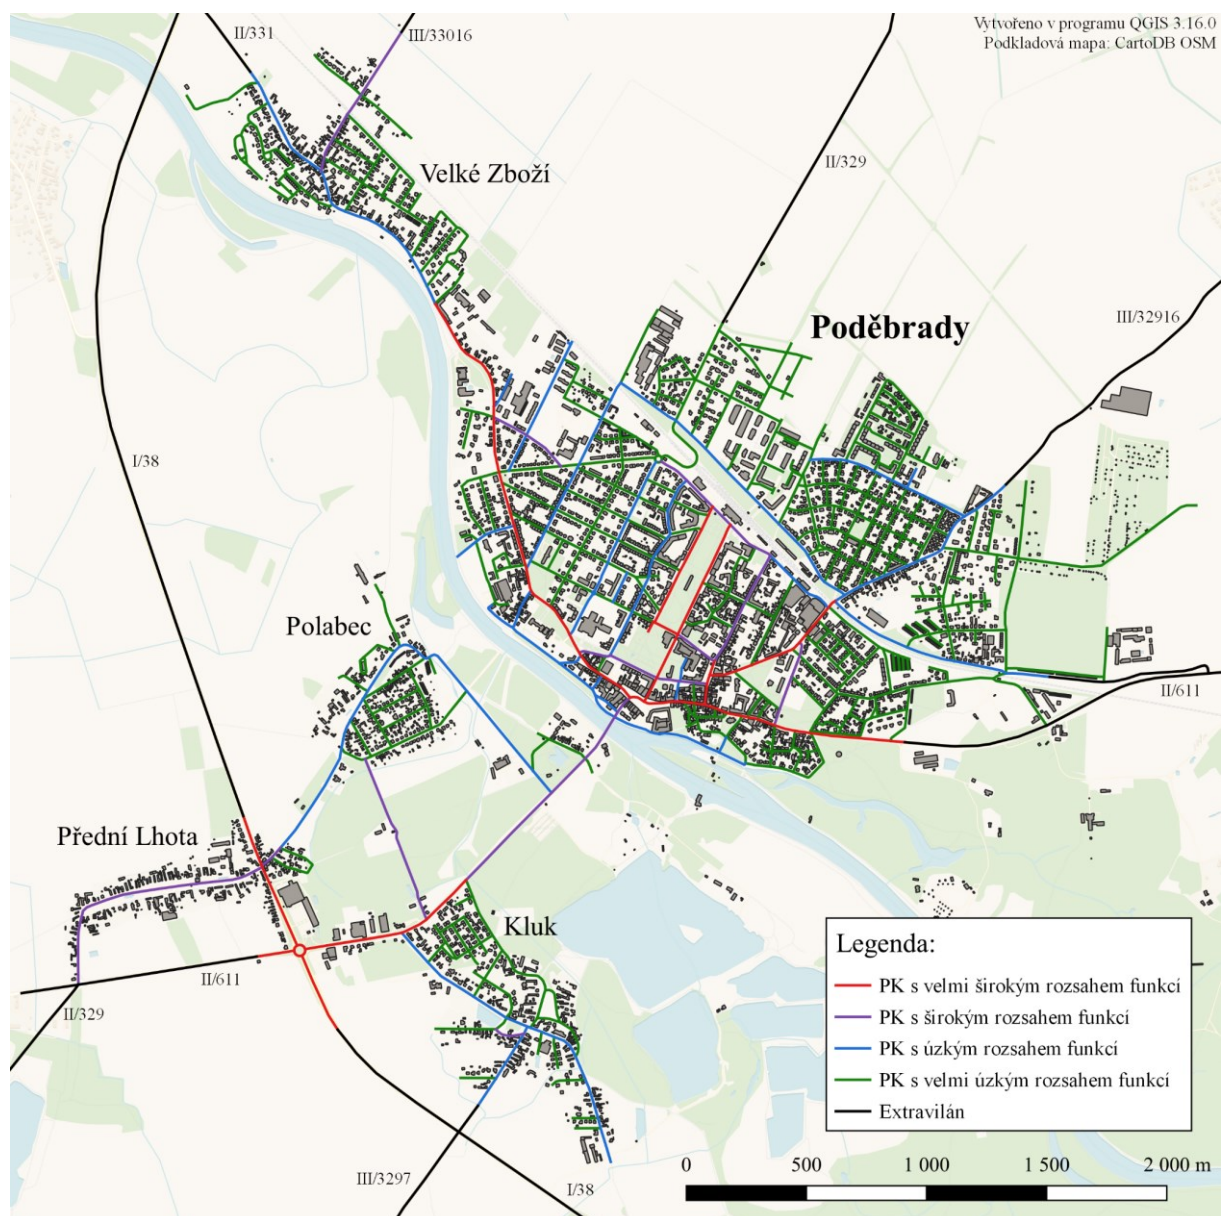 Vytvořeno v programu QGIS 3.16.0
Podkladová mapa: CartoDB OSM
II/331
III/33016
II/329
Velké Zboží
Poděbrady
III/32916
I/38
Polabec
II/611
Přední Lhota
Kluk
II/611
II/329
III/3297
I/38
Legenda:
PK s velmi širokým rozsahem funkcí
PK s širokým rozsahem funkcí
PK s úzkým rozsahem funkcí
PK s velmi úzkým rozsahem funkcí
Extravilán
0 500 1 000 1 500 2 000 m